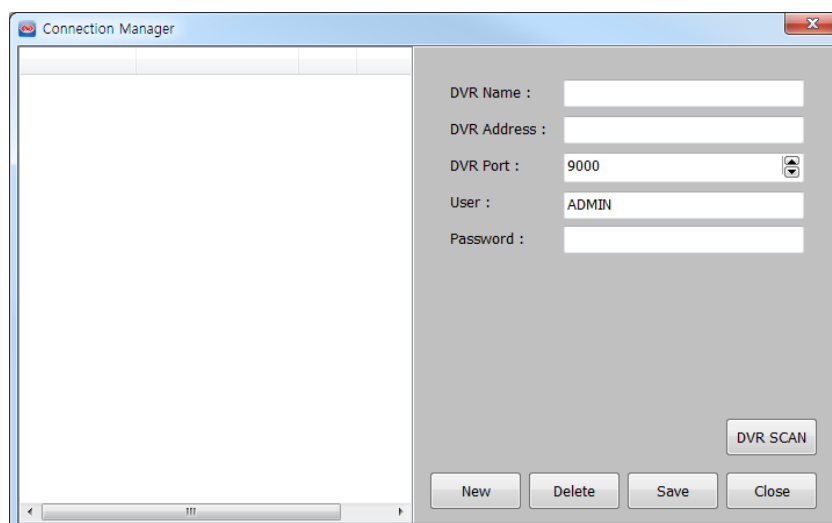 Connection Manager
DVR Name :
DVR Address :
DVR Port : 9000
User : ADMIN
Password :
DVR SCAN
New Delete Save Close